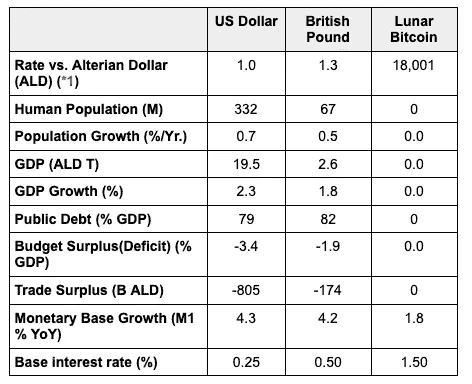 US Dollar British Pound Lunar Bitcoin
Rate vs. Alterian Dollar (ALD) (*1) 1.0 1.3 18,001
Human Population (M) 332 67 0
Population Growth (%/Yr.) 0.7 0.5 0.0
GDP (ALD T) 19.5 2.6 0.0
GDP Growth (%) 2.3 1.8 0.0
Public Debt (% GDP) 79 82 0
Budget Surplus(Deficit) (% GDP) -3.4 -1.9 0.0
Trade Surplus (B ALD) -805 -174 0
Monetary Base Growth (M1 % YoY) 4.3 4.2 1.8
Base interest rate (%) 0.25 0.50 1.50